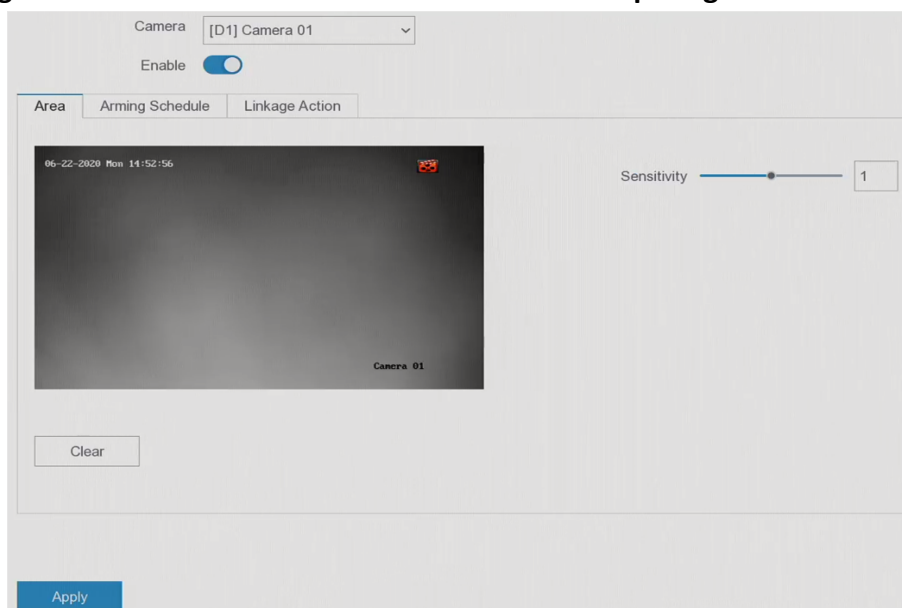 Camera [D1] Camera 01
Enable
Area Arming Schedule Linkage Action
06-22-2020 Mon 14:52:56
Sensitivity 1
Camera 01
Clear
Apply